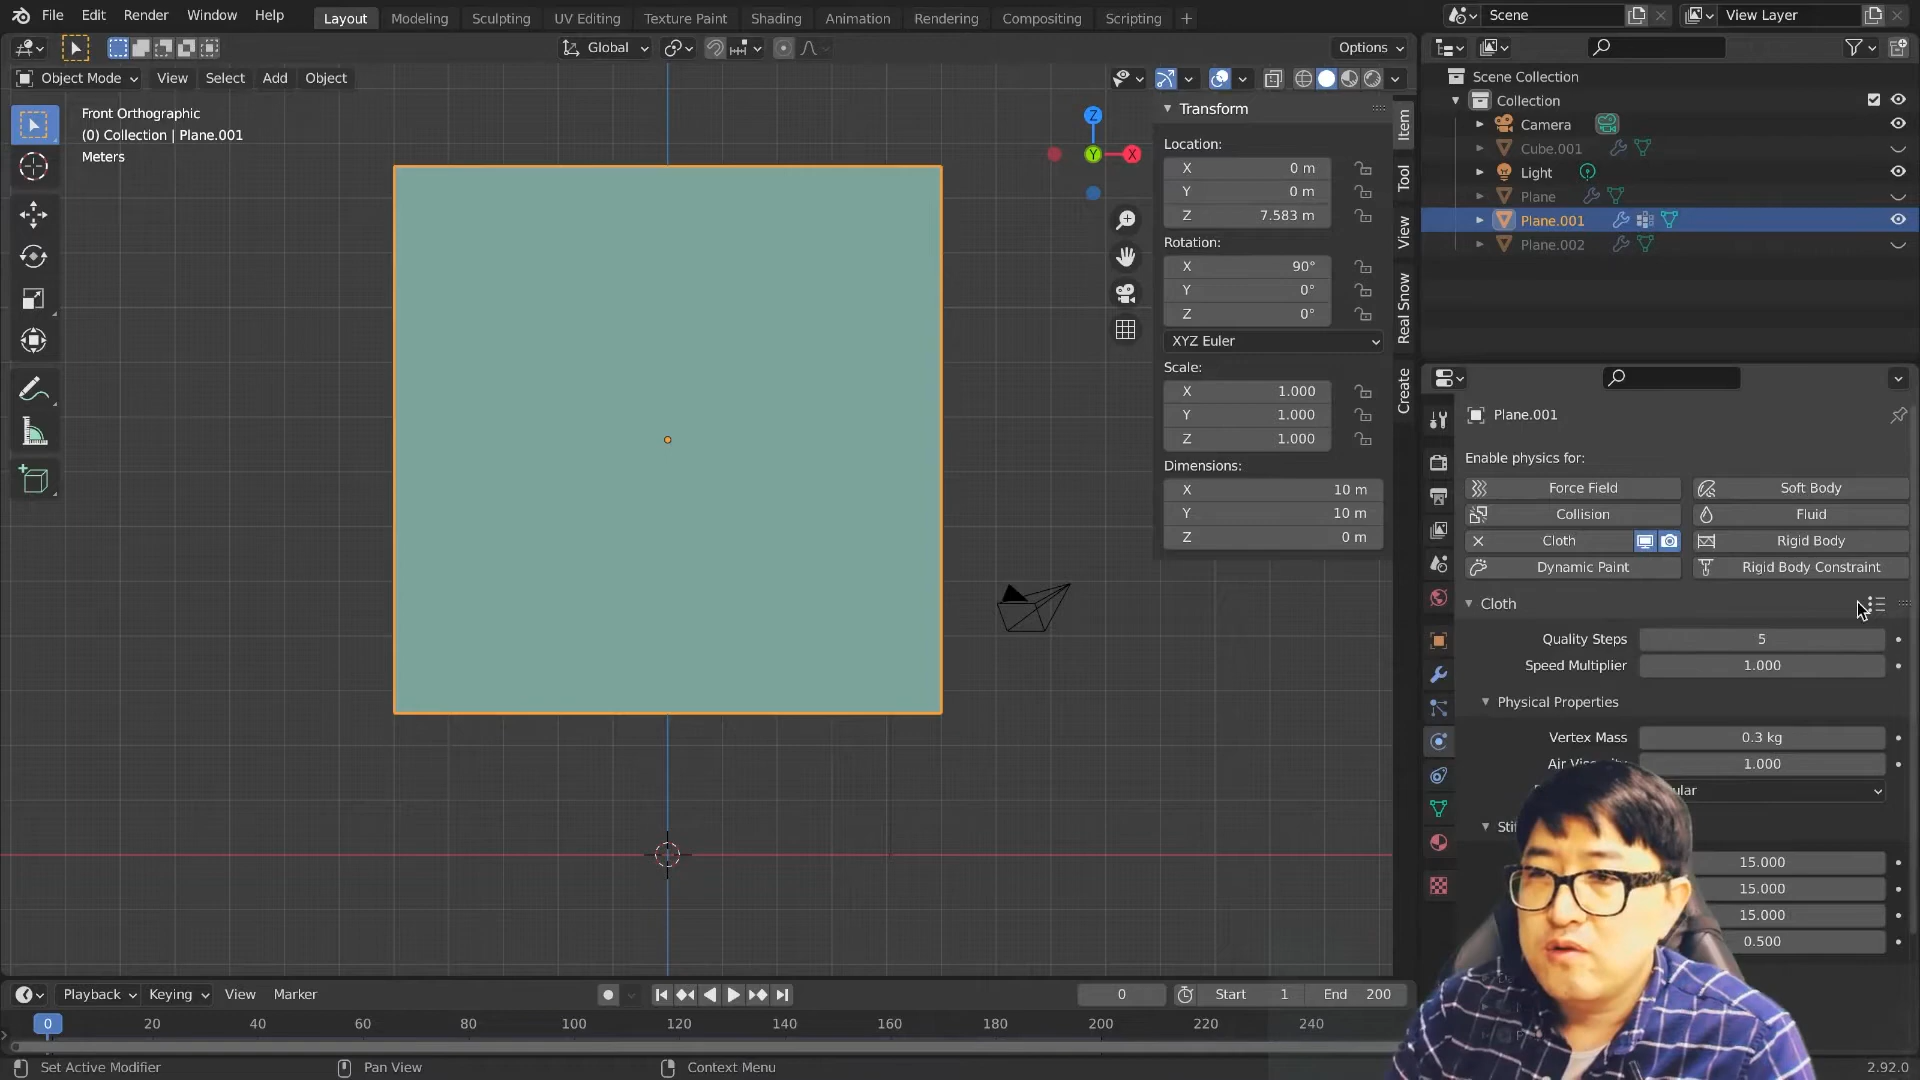 File Edit Render Window Help Layout Modeling Sculpting UV Editing Texture Paint Shading Animation Rendering Compositing Scripting + Scene View Layer
Global Options
Object Mode View Select Add Object
Front Orthographic
(0) Collection | Plane.001
Meters
Z
Y
X
Transform
Location:
X 0 m
Y 0 m
Z 7.583 m
Rotation:
X 90°
Y 0°
Z 0°
XYZ Euler
Scale:
X 1.000
Y 1.000
Z 1.000
Dimensions:
X 10 m
Y 10 m
Z 0 m
Item
Tool
View
Real Snow
Create
Scene Collection
Collection
Camera
Cube.001
Light
Plane
Plane.001
Plane.002
Plane.001
Enable physics for:
Force Field Soft Body
Collision Fluid
Cloth Rigid Body
Dynamic Paint Rigid Body Constraint
Cloth
Quality Steps 5
Speed Multiplier 1.000
Physical Properties
Vertex Mass 0.3 kg
Air 1.000
15.000
15.000
15.000
0.500
Playback Keying View Marker 0 Start 1 End 200
0 20 40 60 80 100 120 140 160 180 200 220 240
Set Active Modifier Pan View Context Menu 2.92.0